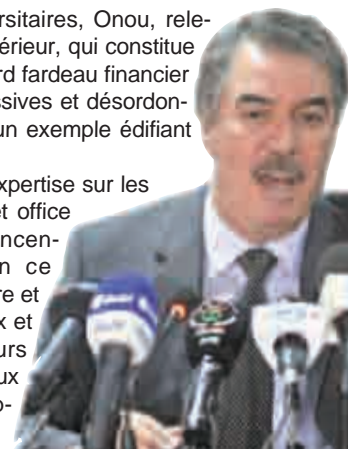 rsitaires, Onou, rele-
érieur, qui constitue
rd fardeau financier
ssives et désordon-
un exemple édifiant
xpertise sur les
et office
ncen-
n ce
re et
x et
urs
ux
o-